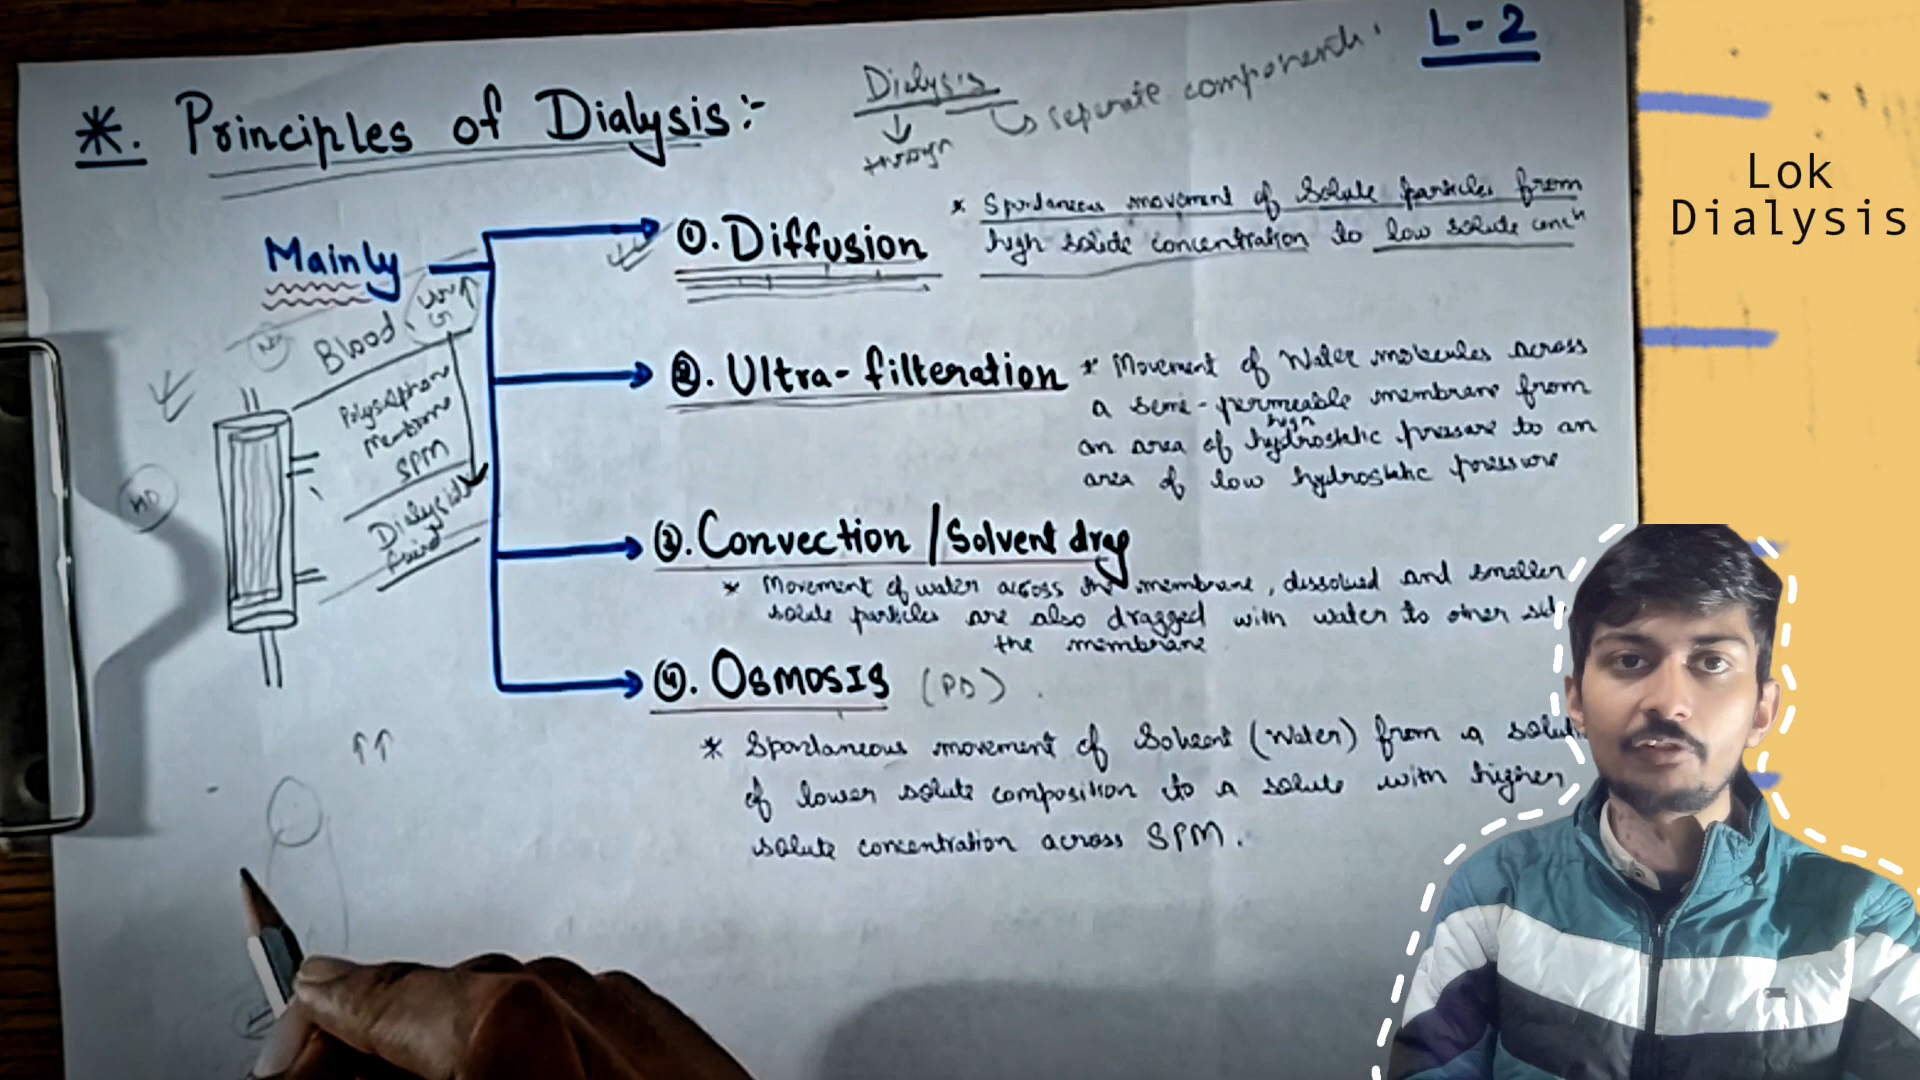 L-2
*. Principles of Dialysis:-
Dialysis
separate components.
through
Lok
Dialysis
Mainly
①. Diffusion
* Spontaneous movement of Solute particles from
high solute concentration to low solute concⁿ
Blood
Polysulphone
Membrane
SPM
Dialysis
fluid
HD
②. Ultra-filteration
* Movement of Water molecules across
a semi-permeable membrane from
an area of high hydrostatic pressure to an
area of low hydrostatic pressure
③. Convection/Solvent drag
* Movement of water across the membrane, dissolved and smaller
solute particles are also dragged with water to other
the membrane
④. Osmosis (PD)
* Spontaneous movement of Solvent (Water) from a
of lower solute composition to a solute with higher
solute concentration across SPM.